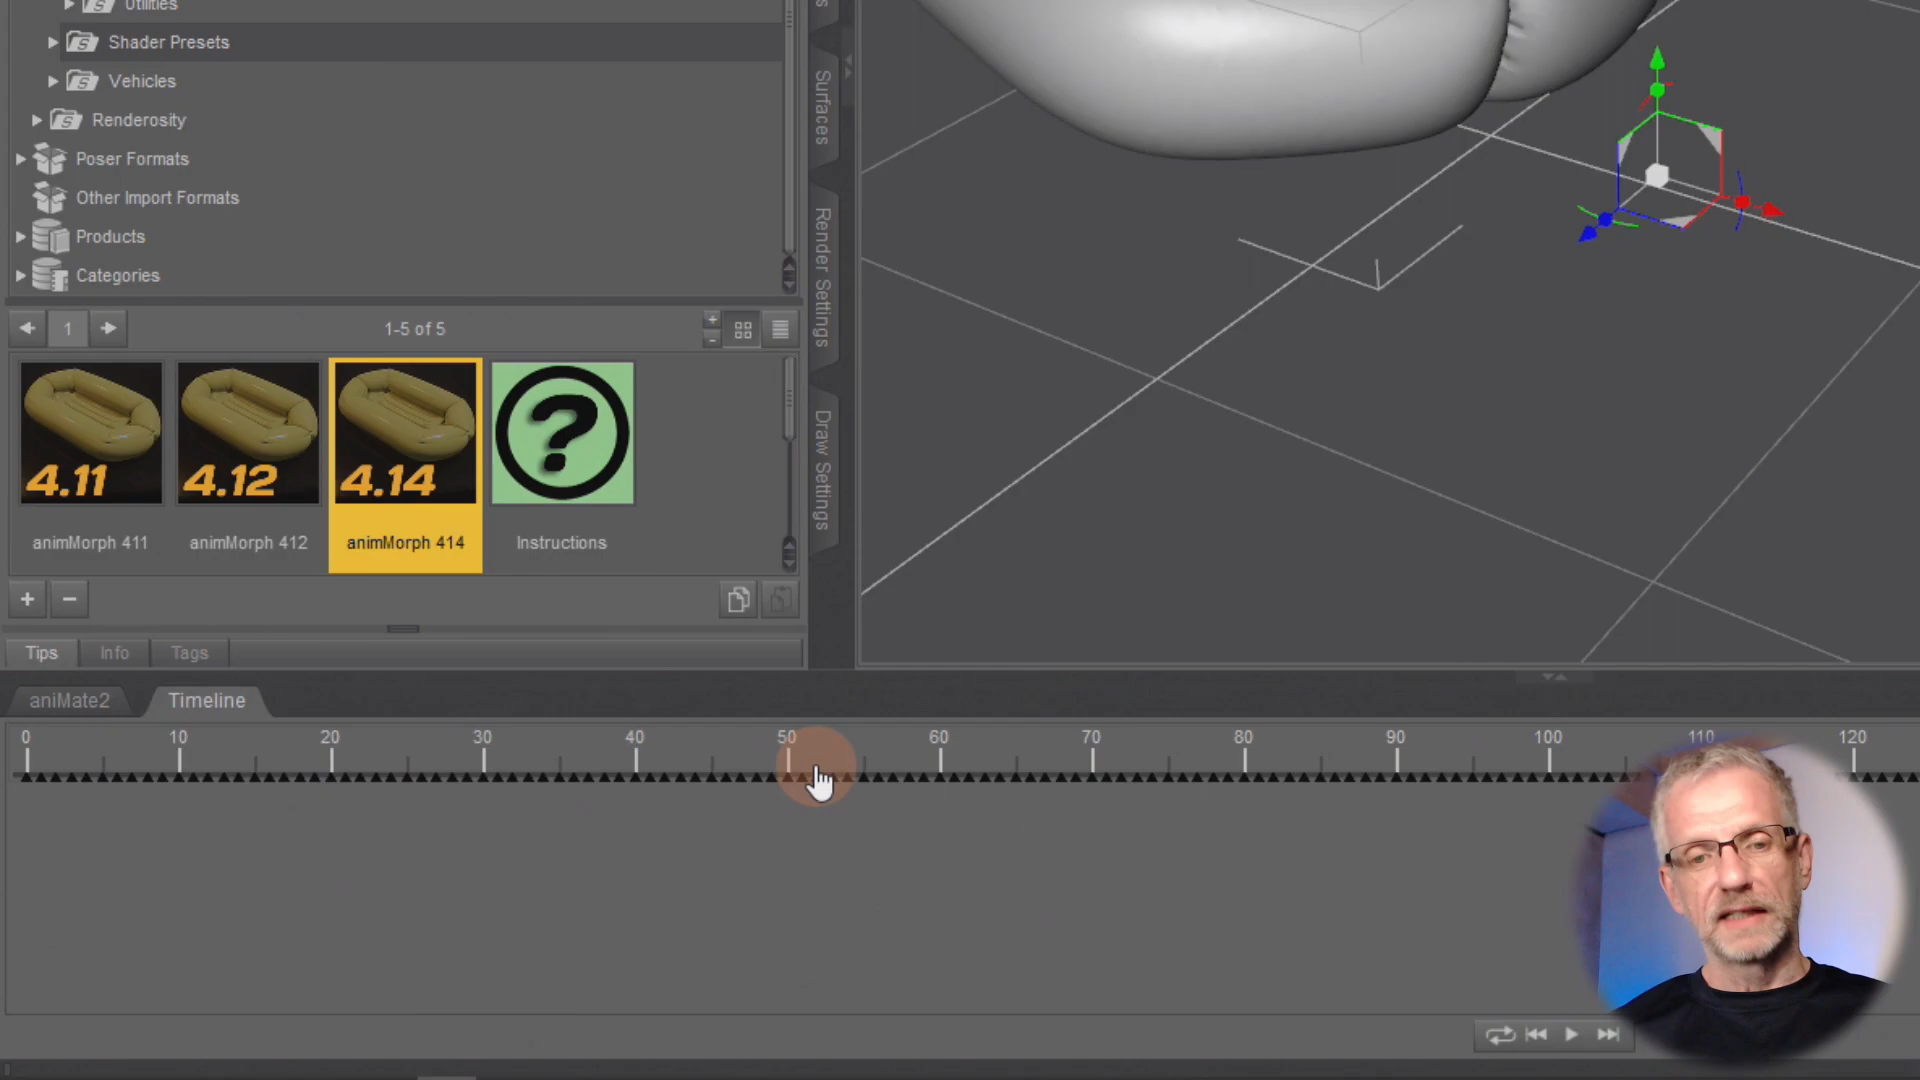 Utilities
Shader Presets
Vehicles
Renderosity
Poser Formats
Other Import Formats
Products
Categories
1
1-5 of 5
4.11
4.12
4.14
?
animMorph 411
animMorph 412
animMorph 414
Instructions
Tips
Info
Tags
Surfaces
Render Settings
Draw Settings
aniMate2
Timeline
0 10 20 30 40 50 60 70 80 90 100 110 120